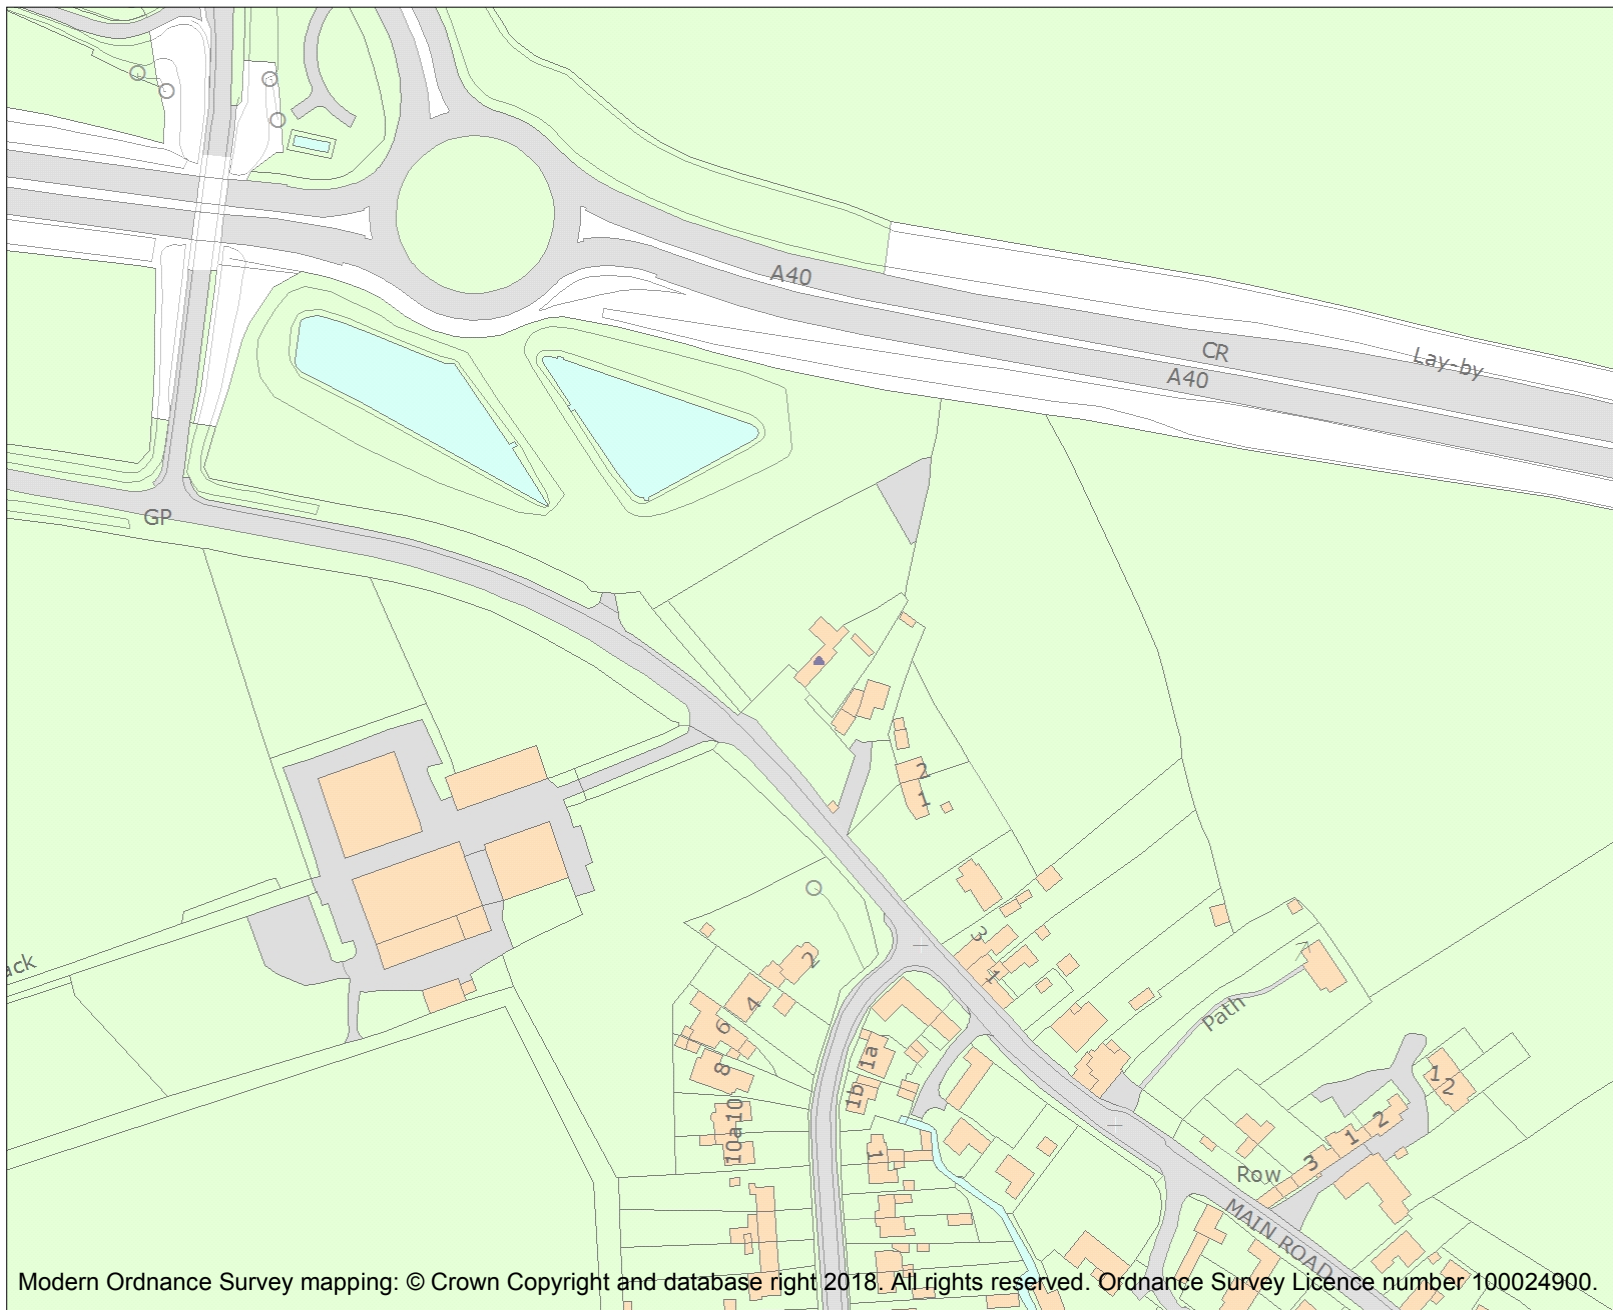 A40
CR
A40
Lay-by
GP
2
1
3
1
2
4
6
8
10
10a
1a
1b
1
ack
Path
7
1
2
1
2
3
Row
MAIN ROAD
Modern Ordnance Survey mapping: © Crown Copyright and database right 2018. All rights reserved. Ordnance Survey Licence number 100024900.